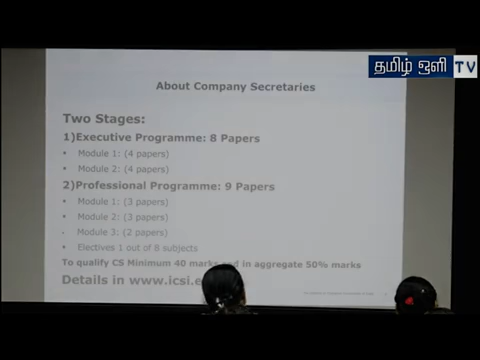 தமிழ் ஒளி TV
About Company Secretaries
Two Stages:
1)Executive Programme: 8 Papers
Module 1: (4 papers)
Module 2: (4 papers)
2)Professional Programme: 9 Papers
Module 1: (3 papers)
Module 2: (3 papers)
Module 3: (2 papers)
Electives 1 out of 8 subjects
To qualify CS Minimum 40 marks and in aggregate 50% marks
Details in www.icsi.e